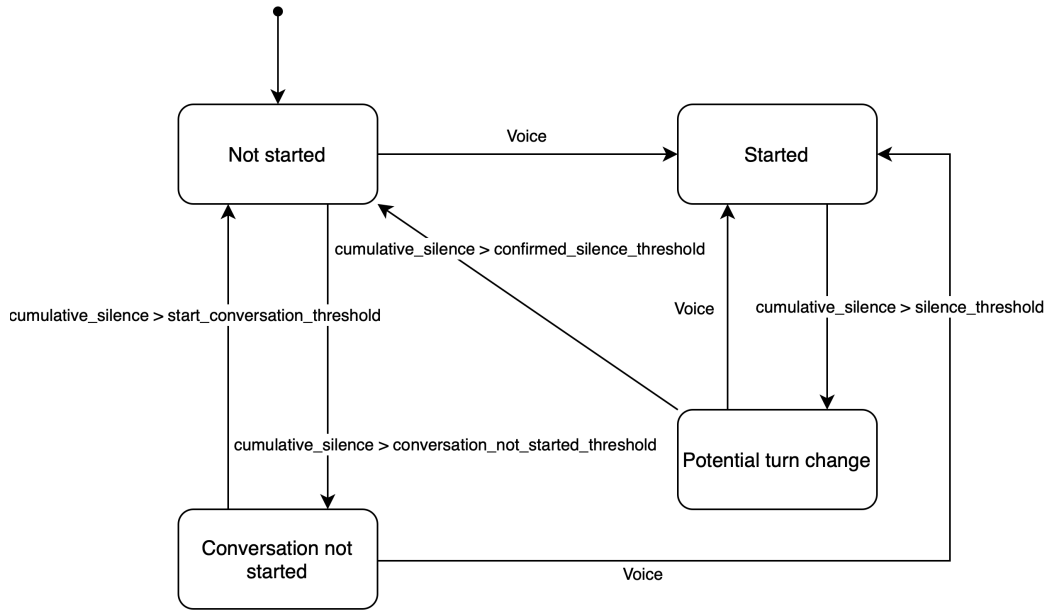 Voice
Not started
Started
cumulative_silence > confirmed_silence_threshold
cumulative_silence > start_conversation_threshold
Voice
cumulative_silence > silence_threshold
cumulative_silence > conversation_not_started_threshold
Potential turn change
Conversation not
started
Voice